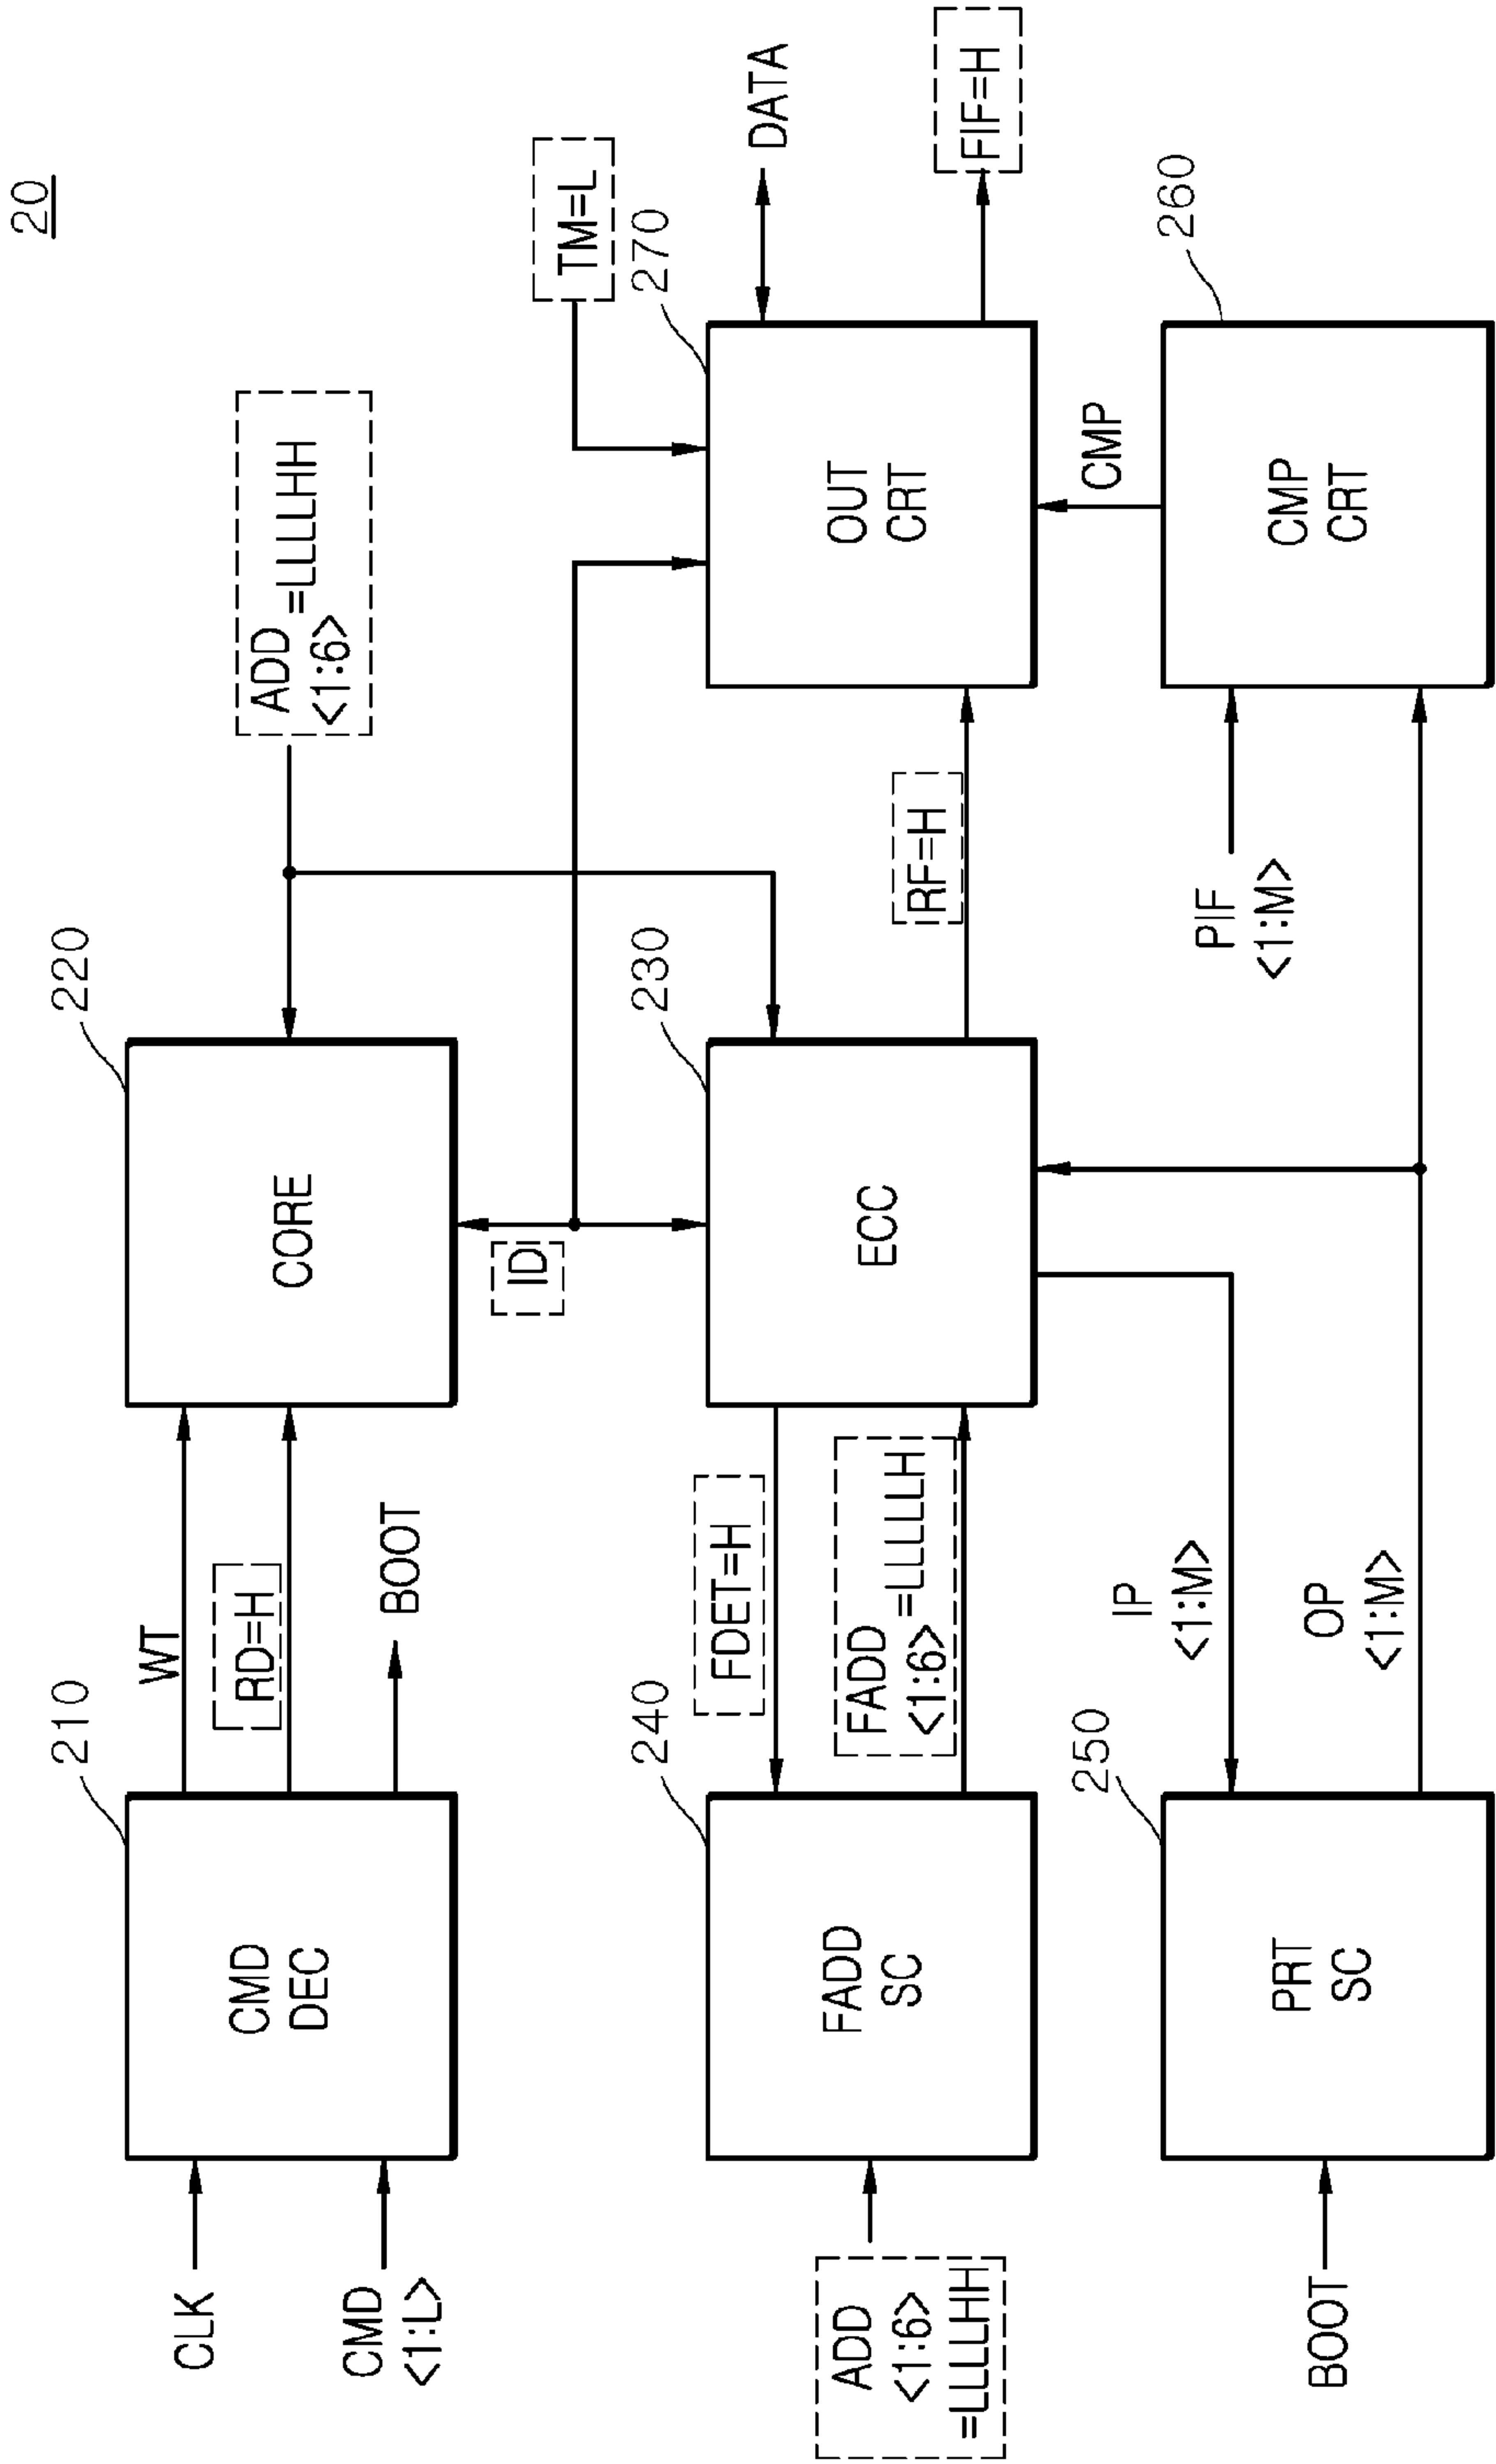 20
210
WT
220
CLK
CMD
<1:L>
CMD
DEC
RD=H
BOOT
CORE
ADD
<1:6>
=LLLLHH
ID
TM=L
240
FDET=H
230
270
ADD
<1:6>
=LLLLHH
FADD
SC
FADD
<1:6>
=LLLLLH
ECC
RF=H
OUT
CRT
DATA
FIF=H
CMP
250
IP
<1:M>
PIF
<1:M>
260
BOOT
PRT
SC
OP
<1:M>
CMP
CRT